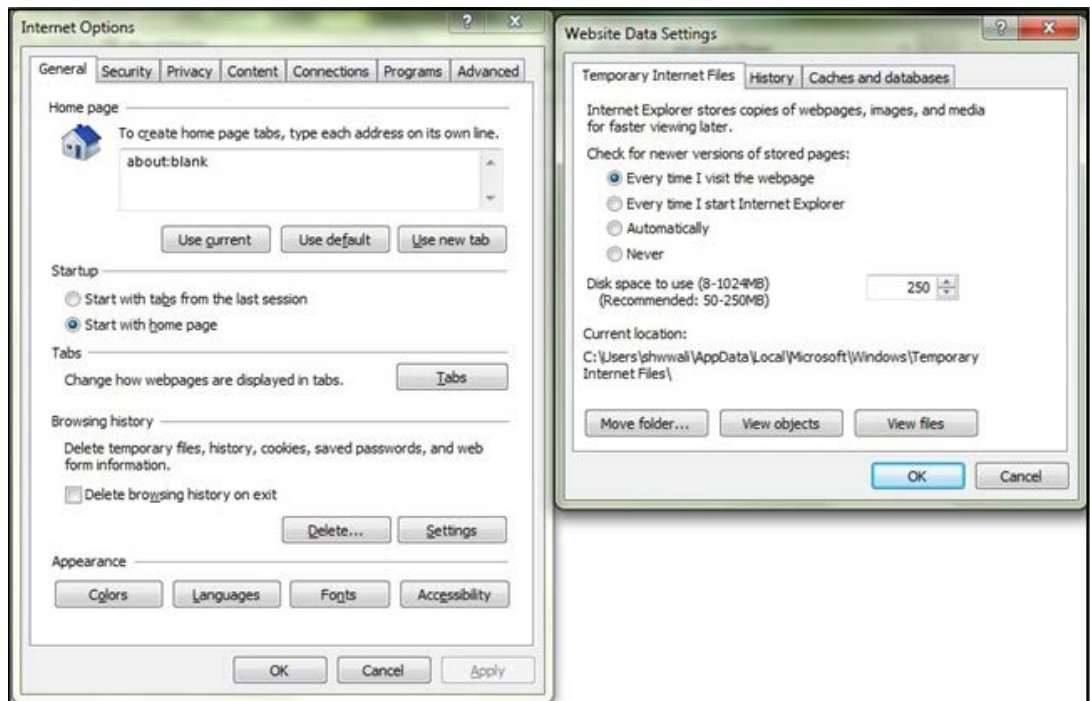 Internet Options
General Security Privacy Content Connections Programs Advanced
Home page
To create home page tabs, type each address on its own line.
about:blank
Use current Use default Use new tab
Startup
Start with tabs from the last session
Start with home page
Tabs
Change how webpages are displayed in tabs.
Tabs
Browsing history
Delete temporary files, history, cookies, saved passwords, and web
form information.
Delete browsing history on exit
Delete... Settings
Appearance
Colors Languages Fonts Accessibility
OK Cancel Apply
Website Data Settings
Temporary Internet Files History Caches and databases
Internet Explorer stores copies of webpages, images, and media
for faster viewing later.
Check for newer versions of stored pages:
Every time I visit the webpage
Every time I start Internet Explorer
Automatically
Never
Disk space to use (8-1024MB)
(Recommended: 50-250MB)
250
Current location:
C:\Users\shwwali\AppData\Local\Microsoft\Windows\Temporary
Internet Files\
Move folder... View objects View files
OK Cancel